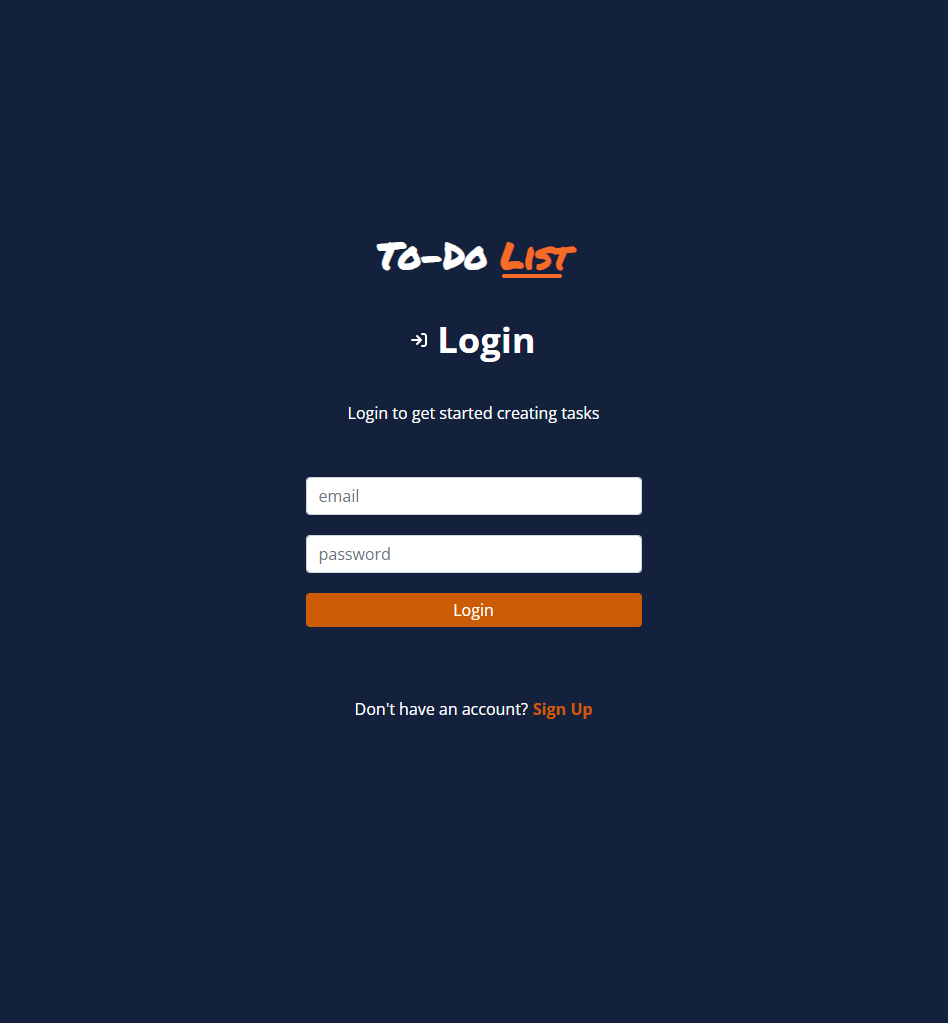 To-Do List
Login
Login to get started creating tasks
email
password
Login
Don't have an account? Sign Up